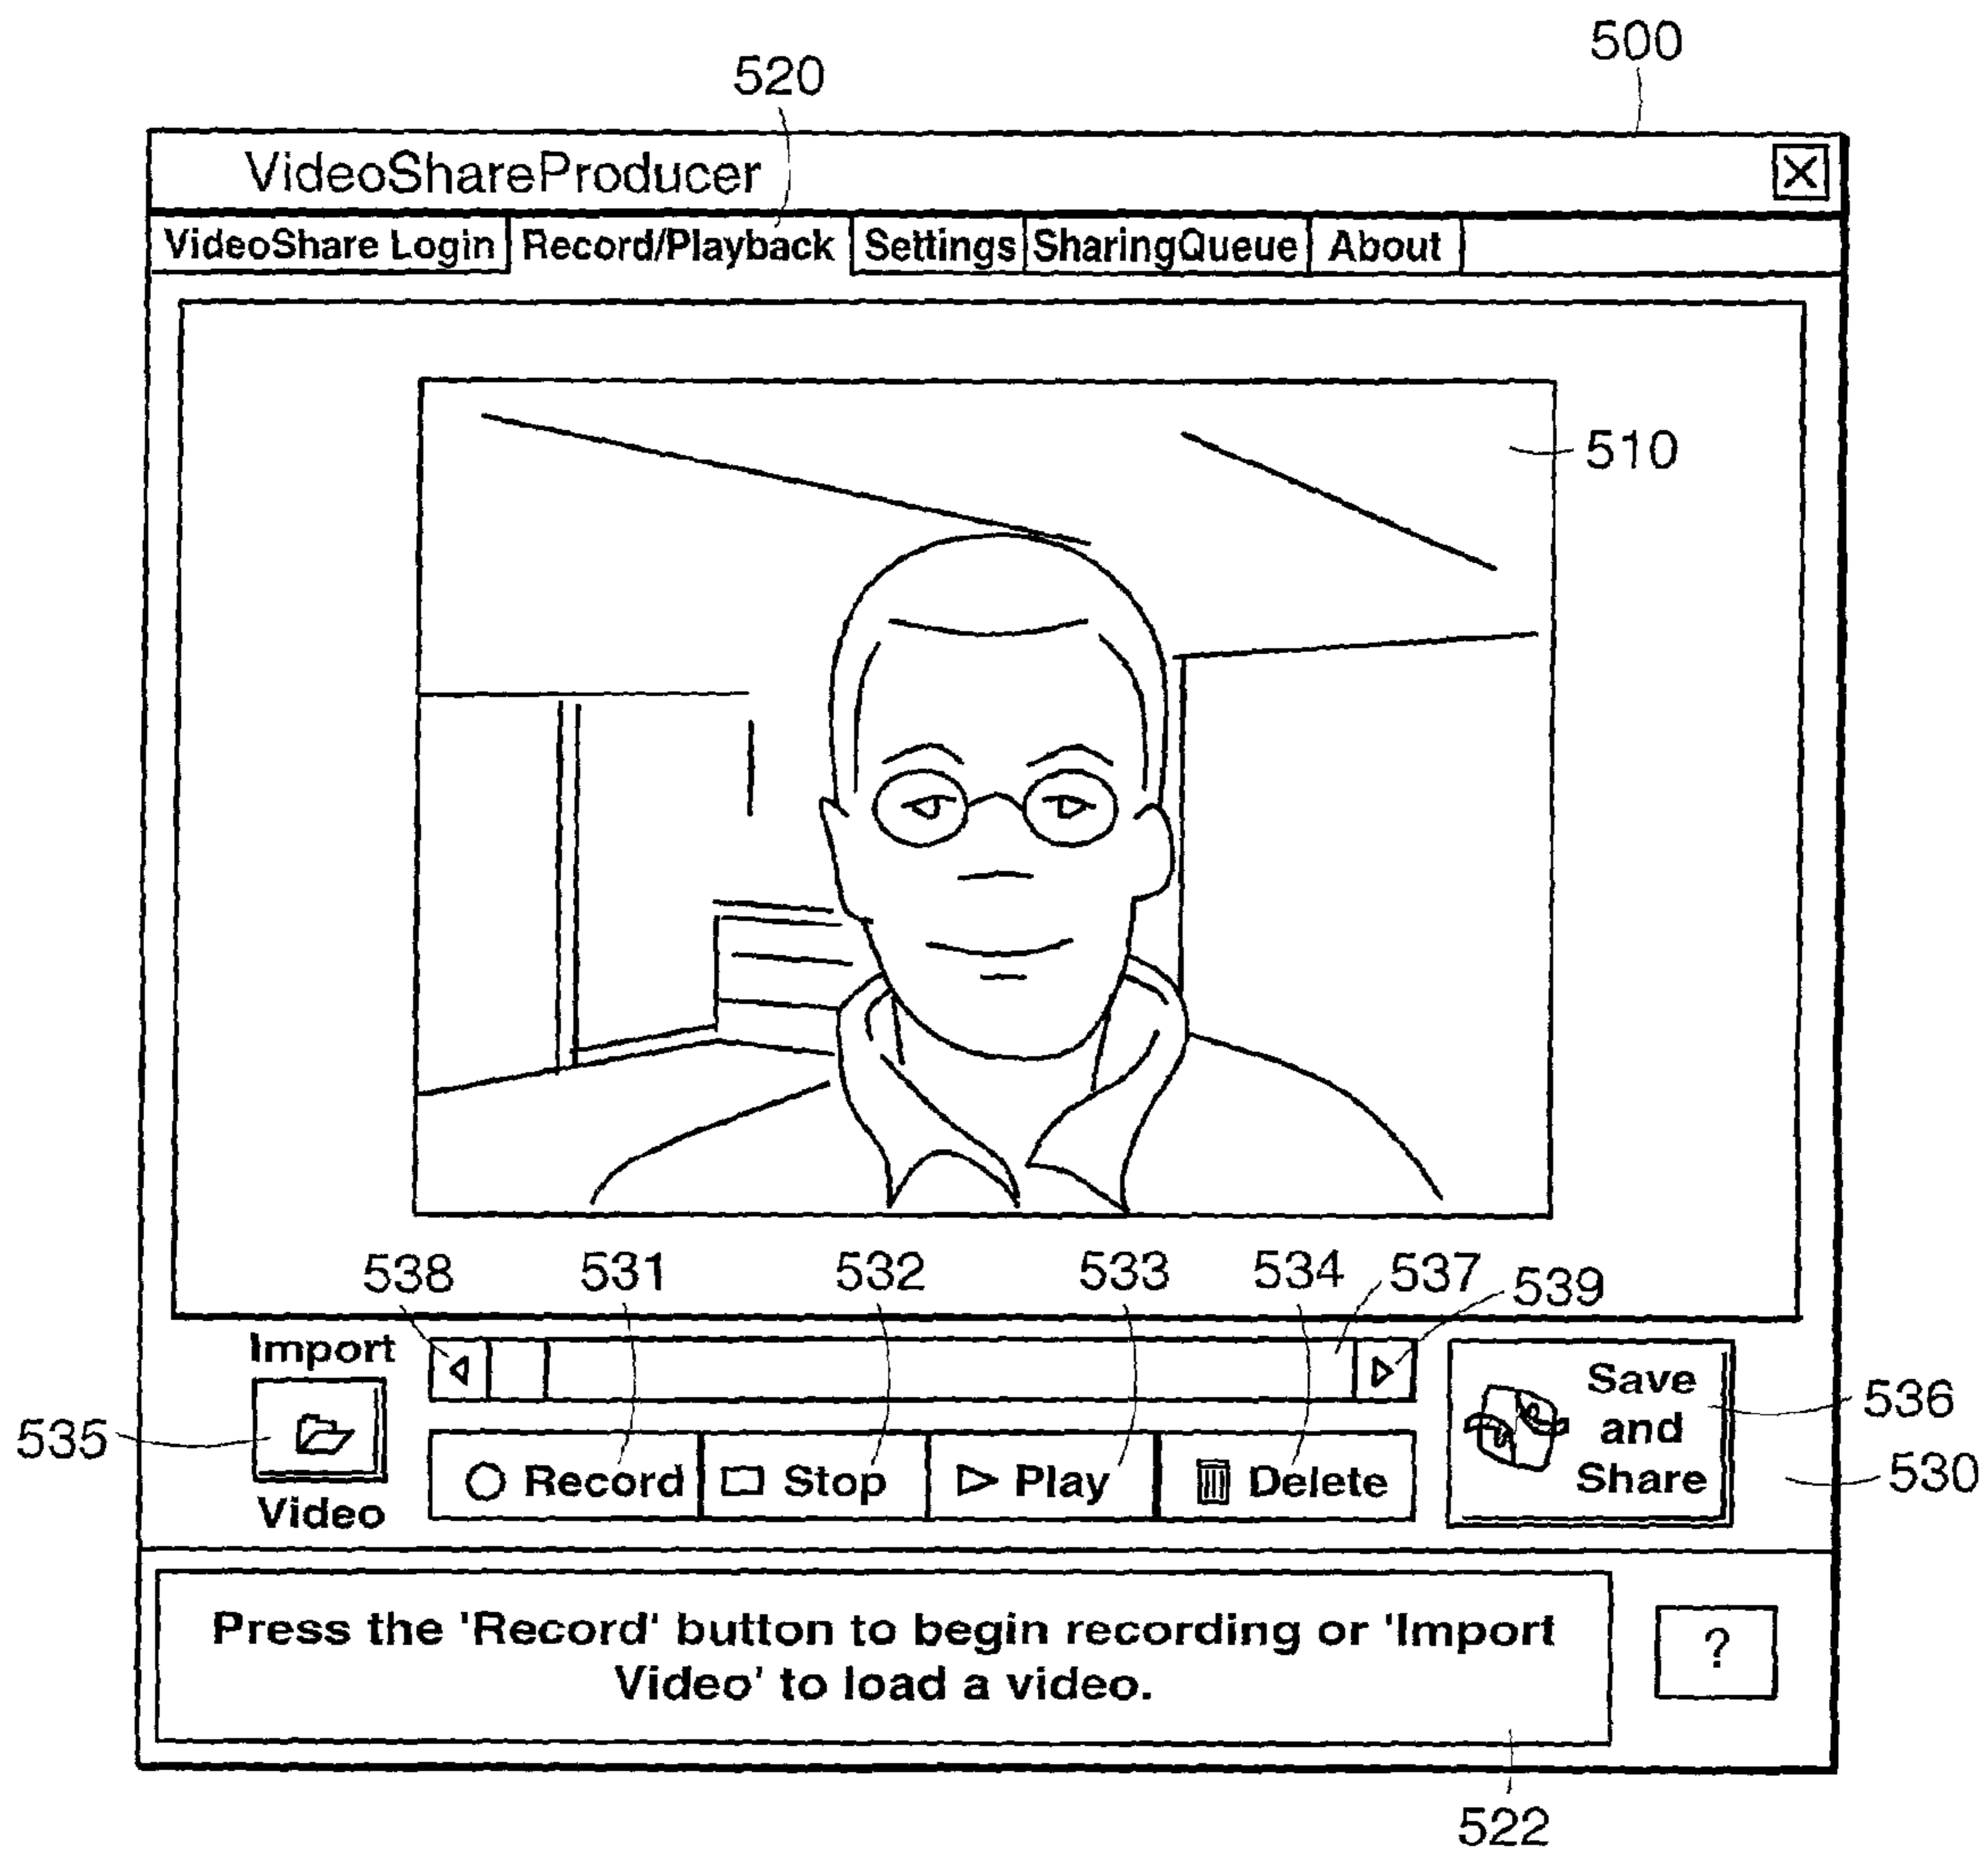 500
520
VideoShareProducer
VideoShare Login Record/Playback Settings SharingQueue About
510
538 531 532 533 534 537 539
Import
Video
535
Record Stop Play Delete
Save
and
Share
536
530
Press the 'Record' button to begin recording or 'Import
Video' to load a video.
?
522